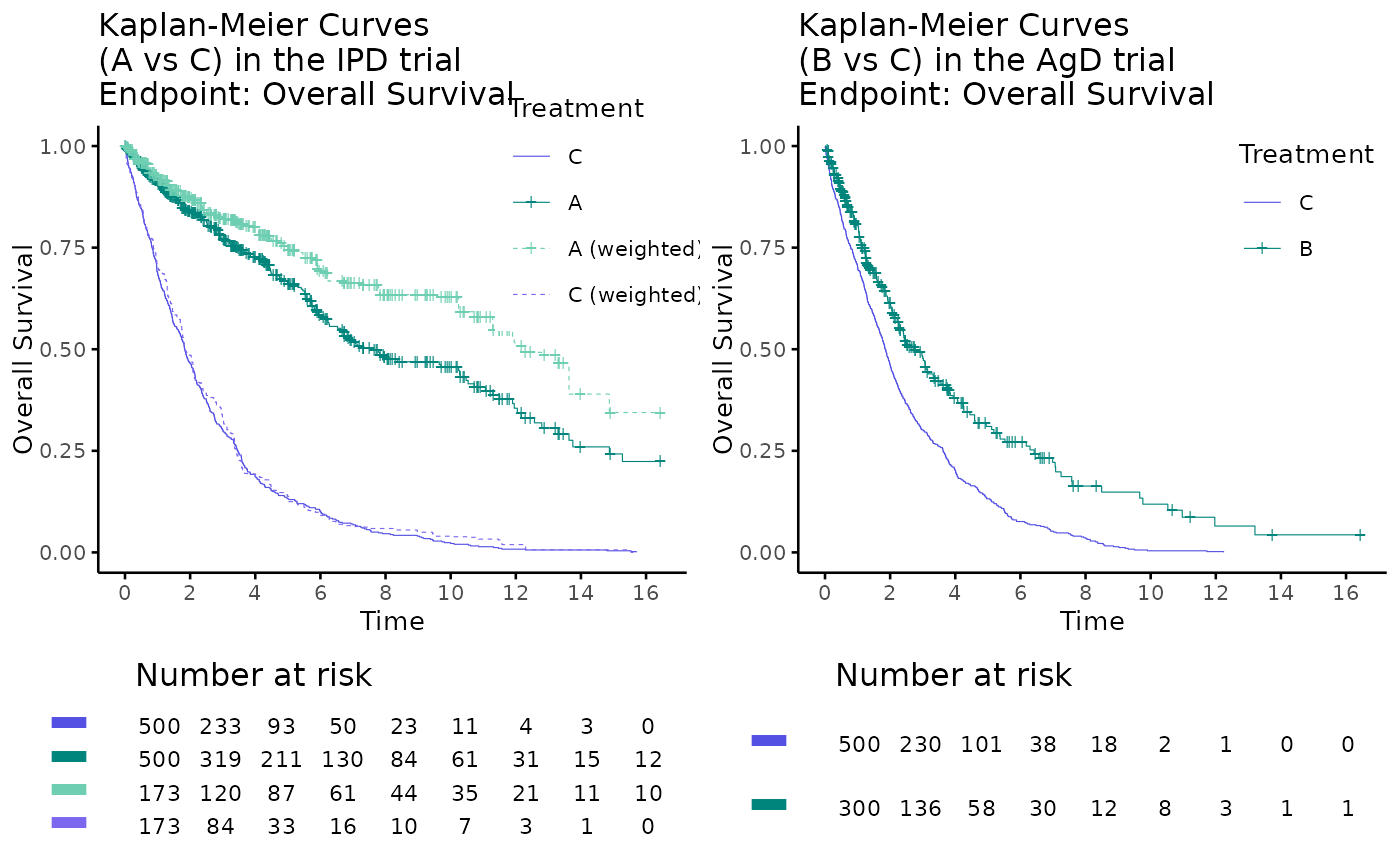 Kaplan-Meier Curves
(A vs C) in the IPD trial
Endpoint: Overall Survival
Treatment
C
A
A (weighted)
C (weighted)
Overall Survival
1.00
0.75
0.50
0.25
0.00
0 2 4 6 8 10 12 14 16
Time
Number at risk
500 233 93 50 23 11 4 3 0
500 319 211 130 84 61 31 15 12
173 120 87 61 44 35 21 11 10
173 84 33 16 10 7 3 1 0
Kaplan-Meier Curves
(B vs C) in the AgD trial
Endpoint: Overall Survival
Treatment
C
B
Overall Survival
1.00
0.75
0.50
0.25
0.00
0 2 4 6 8 10 12 14 16
Time
Number at risk
500 230 101 38 18 2 1 0 0
300 136 58 30 12 8 3 1 1